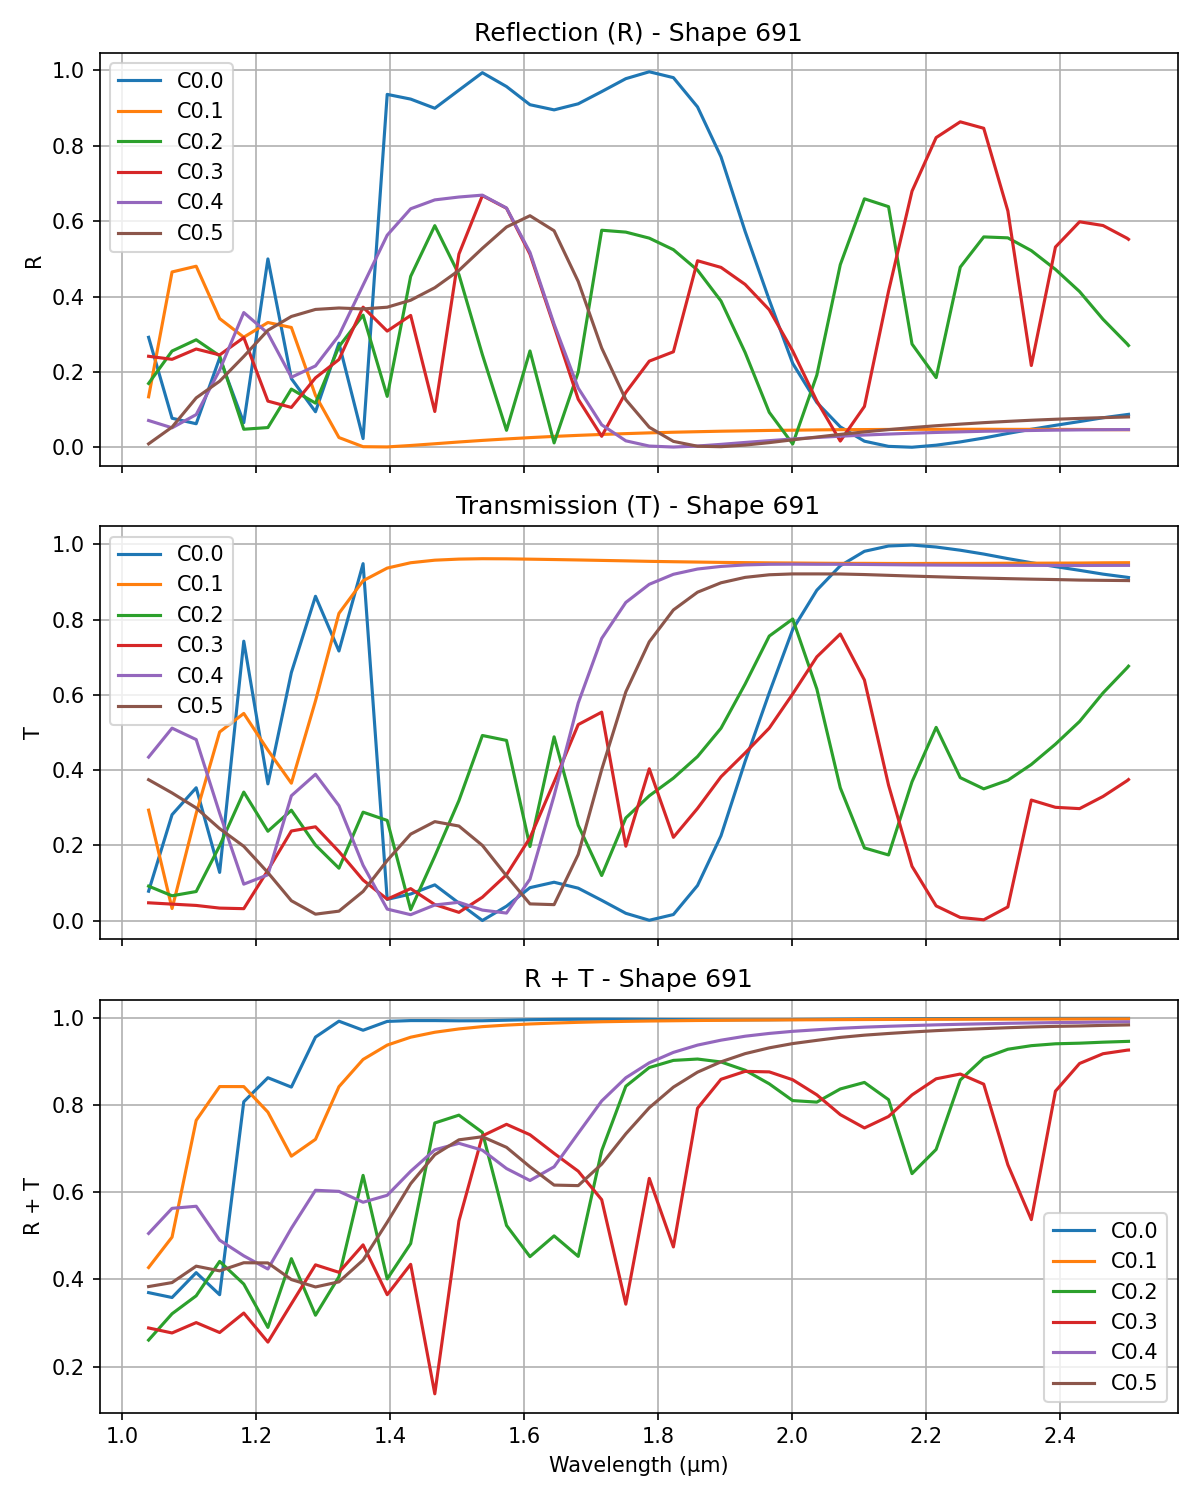 Reflection (R) - Shape 691
1.0
0.8
0.6
0.4
0.2
0.0
R
C0.0
C0.1
C0.2
C0.3
C0.4
C0.5
Transmission (T) - Shape 691
1.0
0.8
0.6
0.4
0.2
0.0
T
C0.0
C0.1
C0.2
C0.3
C0.4
C0.5
R + T - Shape 691
1.0
0.8
0.6
0.4
0.2
R + T
C0.0
C0.1
C0.2
C0.3
C0.4
C0.5
1.0 1.2 1.4 1.6 1.8 2.0 2.2 2.4
Wavelength (μm)